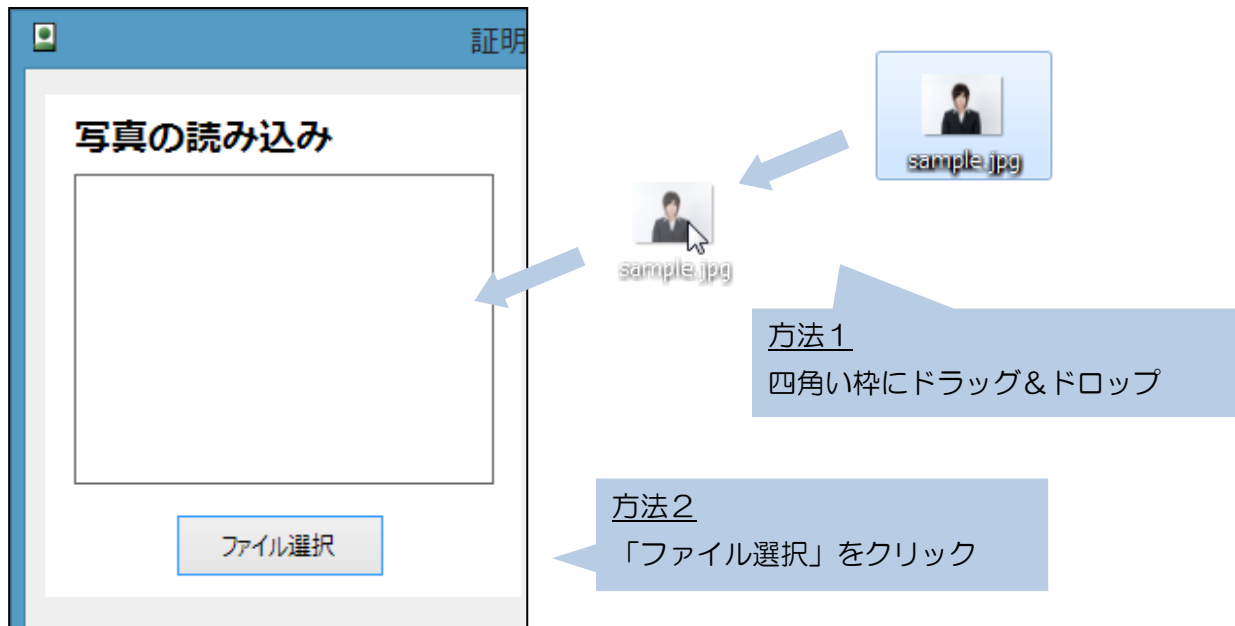 証明
写真の読み込み
sample.jpg
sample.jpg
方法１
四角い枠にドラッグ＆ドロップ
方法２
「ファイル選択」をクリック
ファイル選択